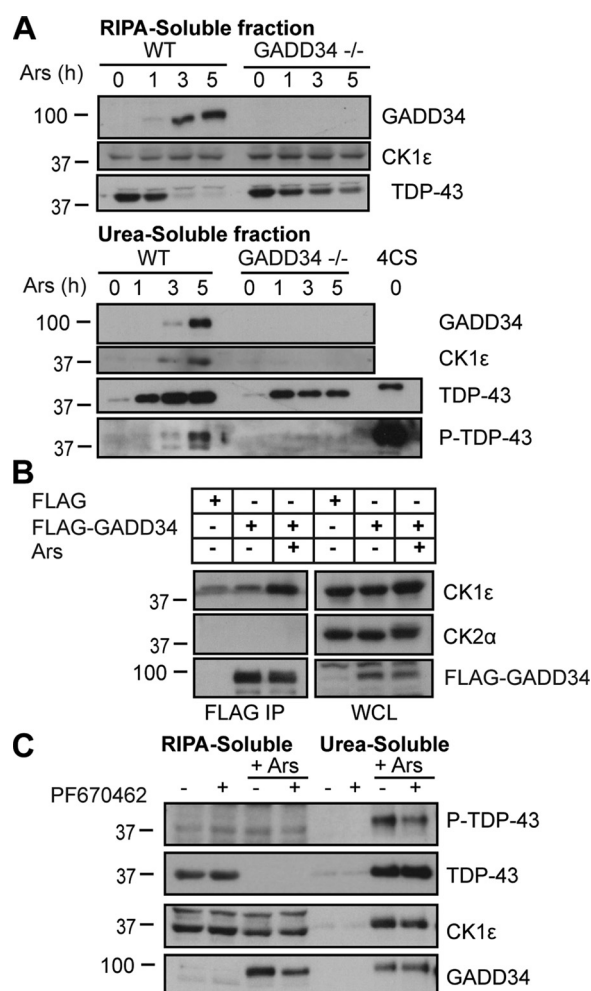 A
RIPA-Soluble fraction
WT GADD34 -/-
Ars (h) 0 1 3 5 0 1 3 5
100 GADD34
37 CK1ε
37 TDP-43
Urea-Soluble fraction
WT GADD34 -/- 4CS
Ars (h) 0 1 3 5 0 1 3 5 0
100 GADD34
37 CK1ε
37 TDP-43
37 P-TDP-43
B
FLAG + - - + - -
FLAG-GADD34 - + + - + +
Ars - - + - - +
37 CK1ε
37 CK2α
100 FLAG-GADD34
FLAG IP WCL
C
RIPA-Soluble Urea-Soluble
+ Ars + Ars
PF670462 - + - + - + - +
37 P-TDP-43
37 TDP-43
37 CK1ε
100 GADD34